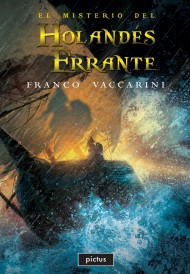 EL MISTERIO DEL
HOLANDÉS
ERRANTE
FRANCO VACCARINI
pictus